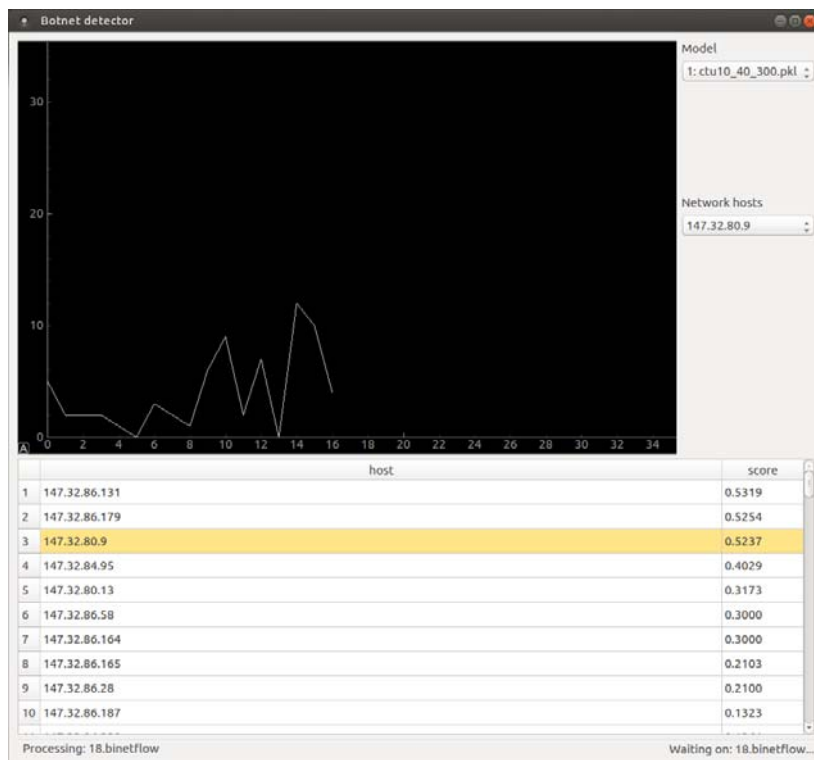 Botnet detector
Model
1: ctu10_40_300.pkl
Network hosts
147.32.80.9
30
20
10
0
A
0 2 4 6 8 10 12 14 16 18 20 22 24 26 28 30 32 34
host score
1 147.32.86.131 0.5319
2 147.32.86.179 0.5254
3 147.32.80.9 0.5237
4 147.32.84.95 0.4029
5 147.32.80.13 0.3173
6 147.32.86.58 0.3000
7 147.32.86.164 0.3000
8 147.32.86.165 0.2103
9 147.32.86.28 0.2100
10 147.32.86.187 0.1323
Processing: 18.binetflow Waiting on: 18.binetflow...